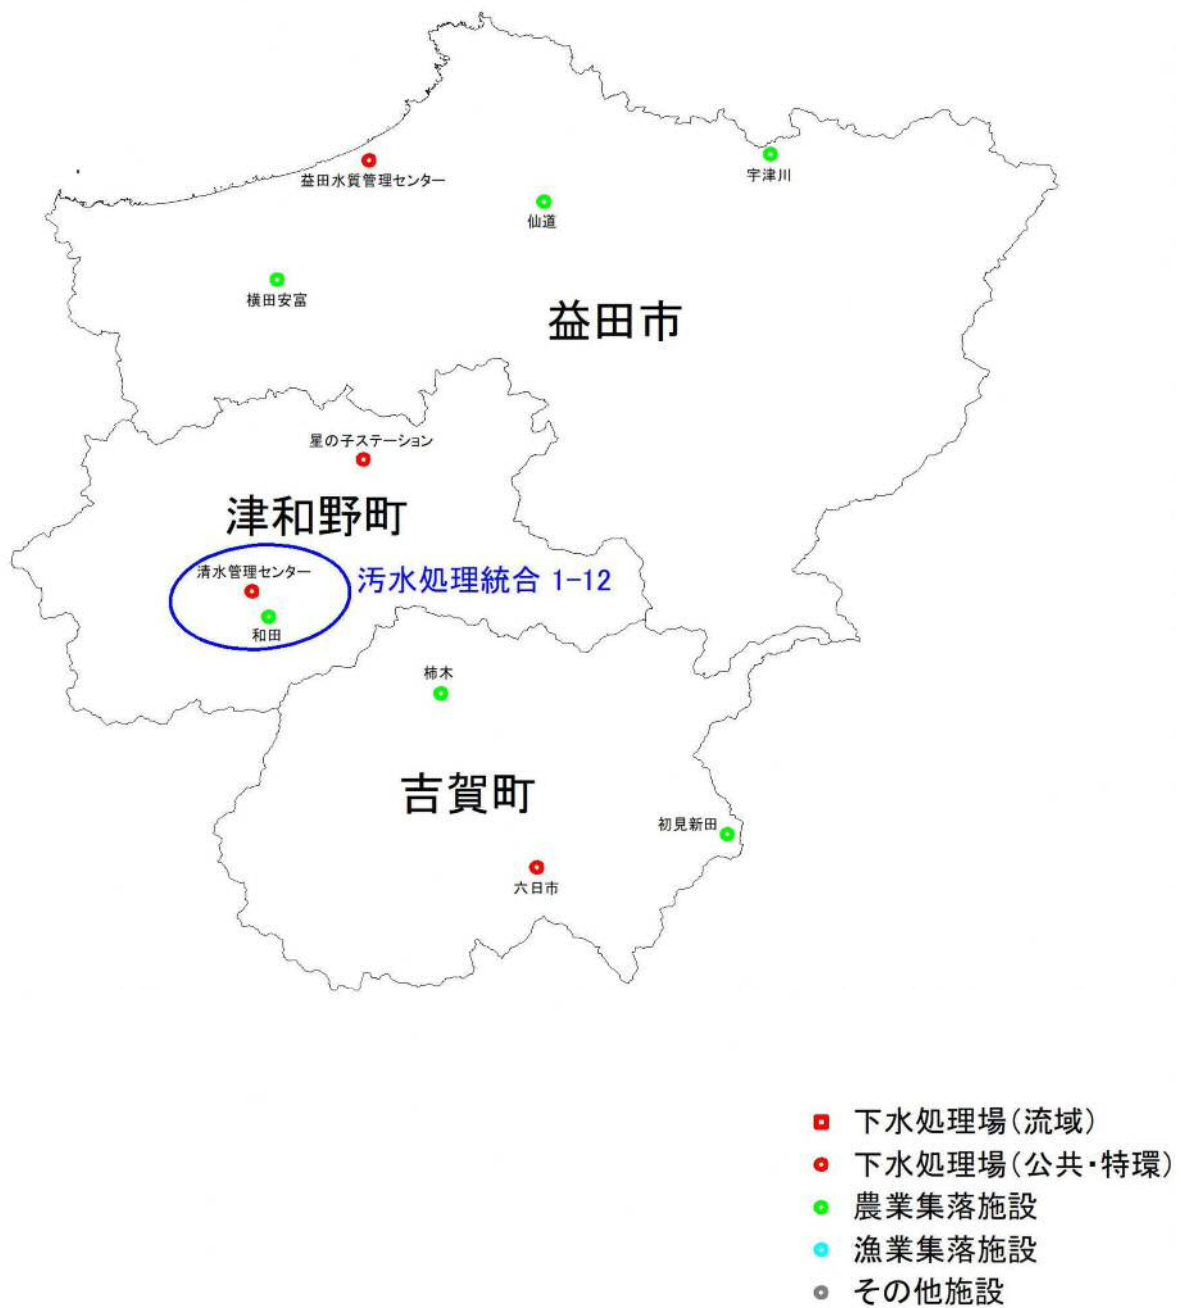 益田水質管理センター
宇津川
仙道
横田安富
益田市
星の子ステーション
津和野町
清水管理センター
汚水処理統合 1-12
和田
柿木
吉賀町
初見新田
六日市
下水処理場(流域)
下水処理場(公共・特環)
農業集落施設
漁業集落施設
その他施設